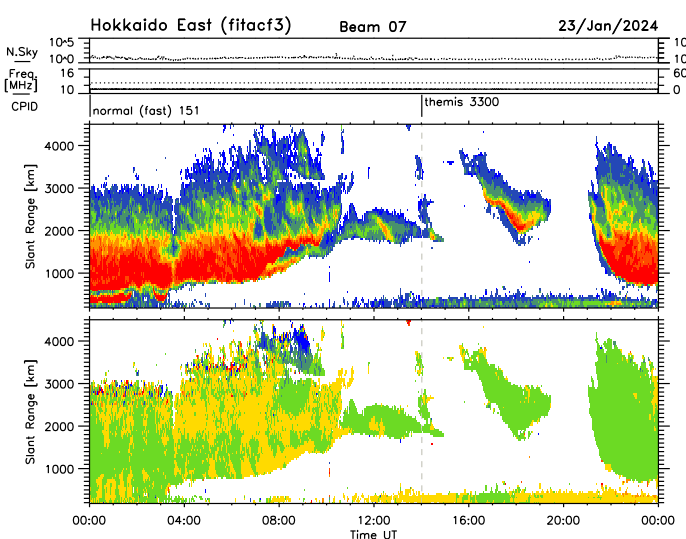 Hokkaido East (fitacf3) Beam 07 23/Jan/2024
N.Sky 10^5 10^0 10 10
Freq. [MHz] 16 10 60 0
CPID normal (fast) 151 themis 3300
Slant Range [km] 4000 3000 2000 1000
Slant Range [km] 4000 3000 2000 1000
00:00 04:00 08:00 12:00 16:00 20:00 00:00
Time UT